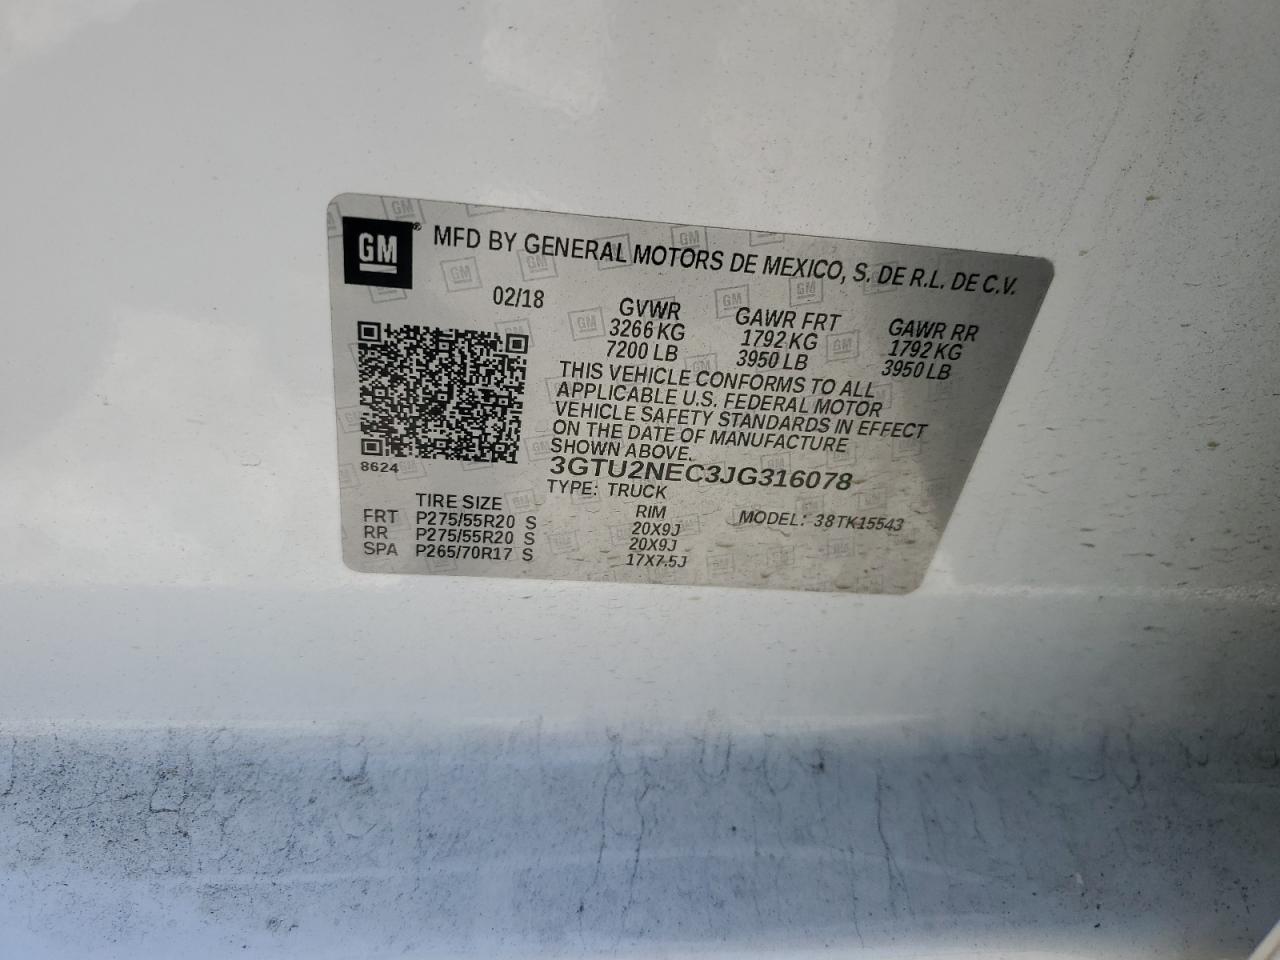 GM ® MFD BY GENERAL MOTORS DE MEXICO, S. DE R.L. DE C.V.
02/18 GVWR GAWR FRT GAWR RR
3266 KG 1792 KG 1792 KG
7200 LB 3950 LB 3950 LB
THIS VEHICLE CONFORMS TO ALL
APPLICABLE U.S. FEDERAL MOTOR
VEHICLE SAFETY STANDARDS IN EFFECT
ON THE DATE OF MANUFACTURE
SHOWN ABOVE.
8624 3GTU2NEC3JG316078
TYPE: TRUCK
TIRE SIZE RIM MODEL: 38TK15543
FRT P275/55R20 S 20X9J
RR P275/55R20 S 20X9J
SPA P265/70R17 S 17X7.5J